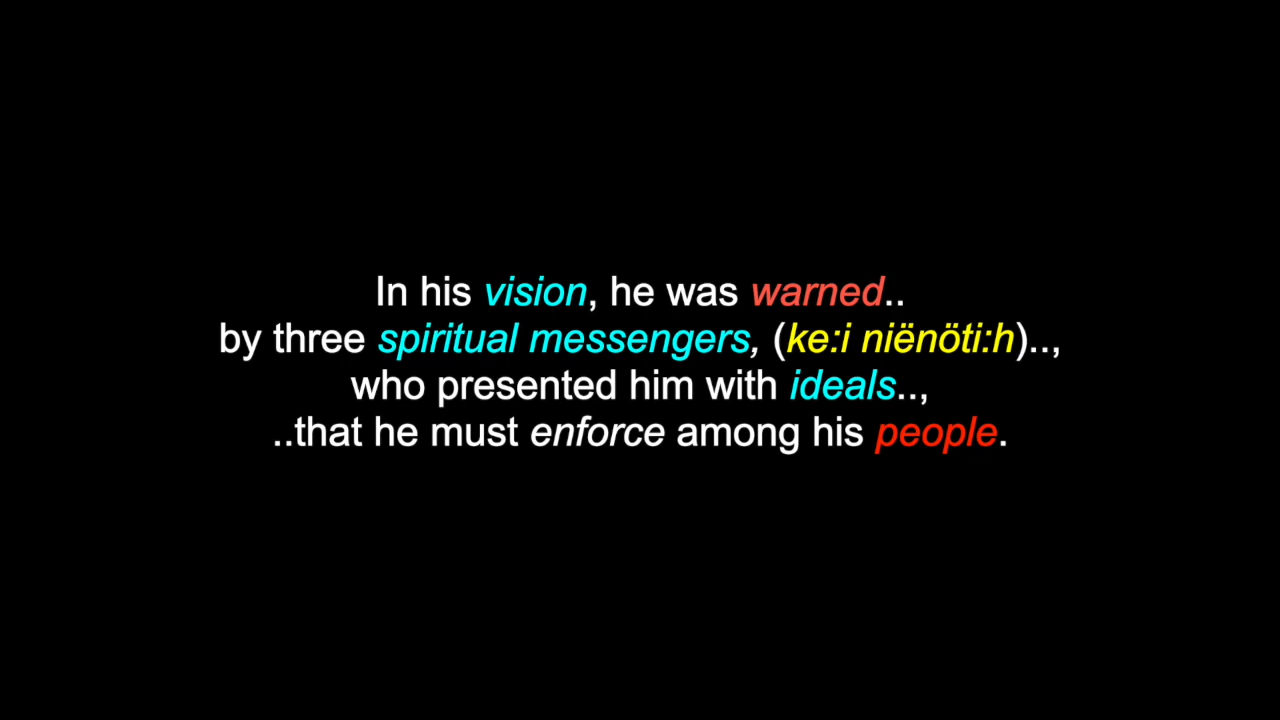 In his vision, he was warned..
by three spiritual messengers, (ke:i niënöti:h)..,
who presented him with ideals..,
..that he must enforce among his people.